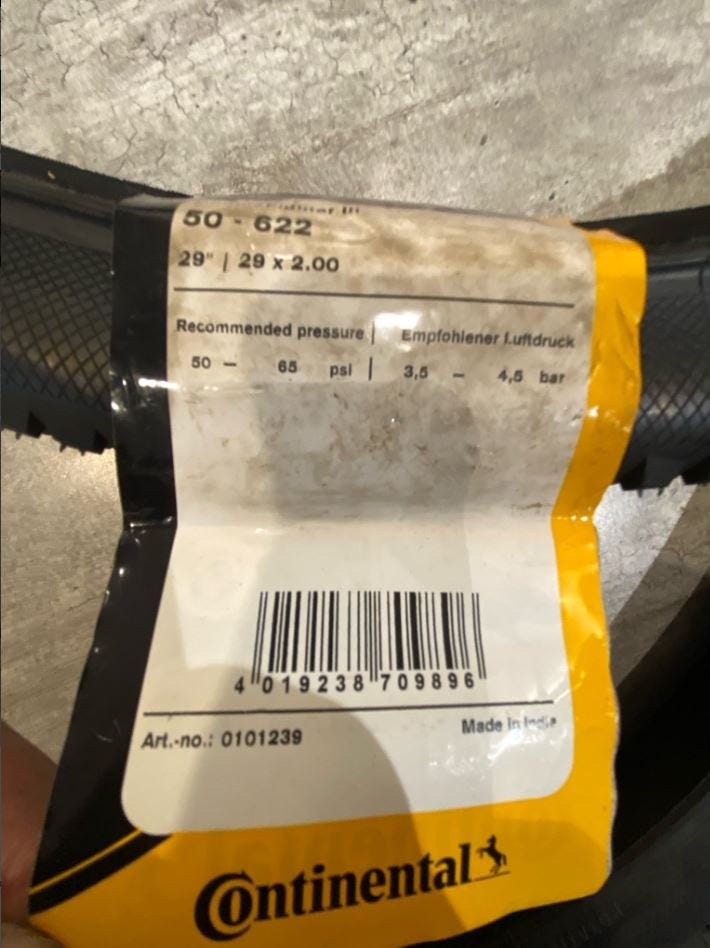 50 - 622
29" | 29 x 2.00
Recommended pressure | Empfohlener Luftdruck
50 – 65 psi | 3,5 – 4,5 bar
4 019238 709896
Made in India
Art.-no.: 0101239
Continental